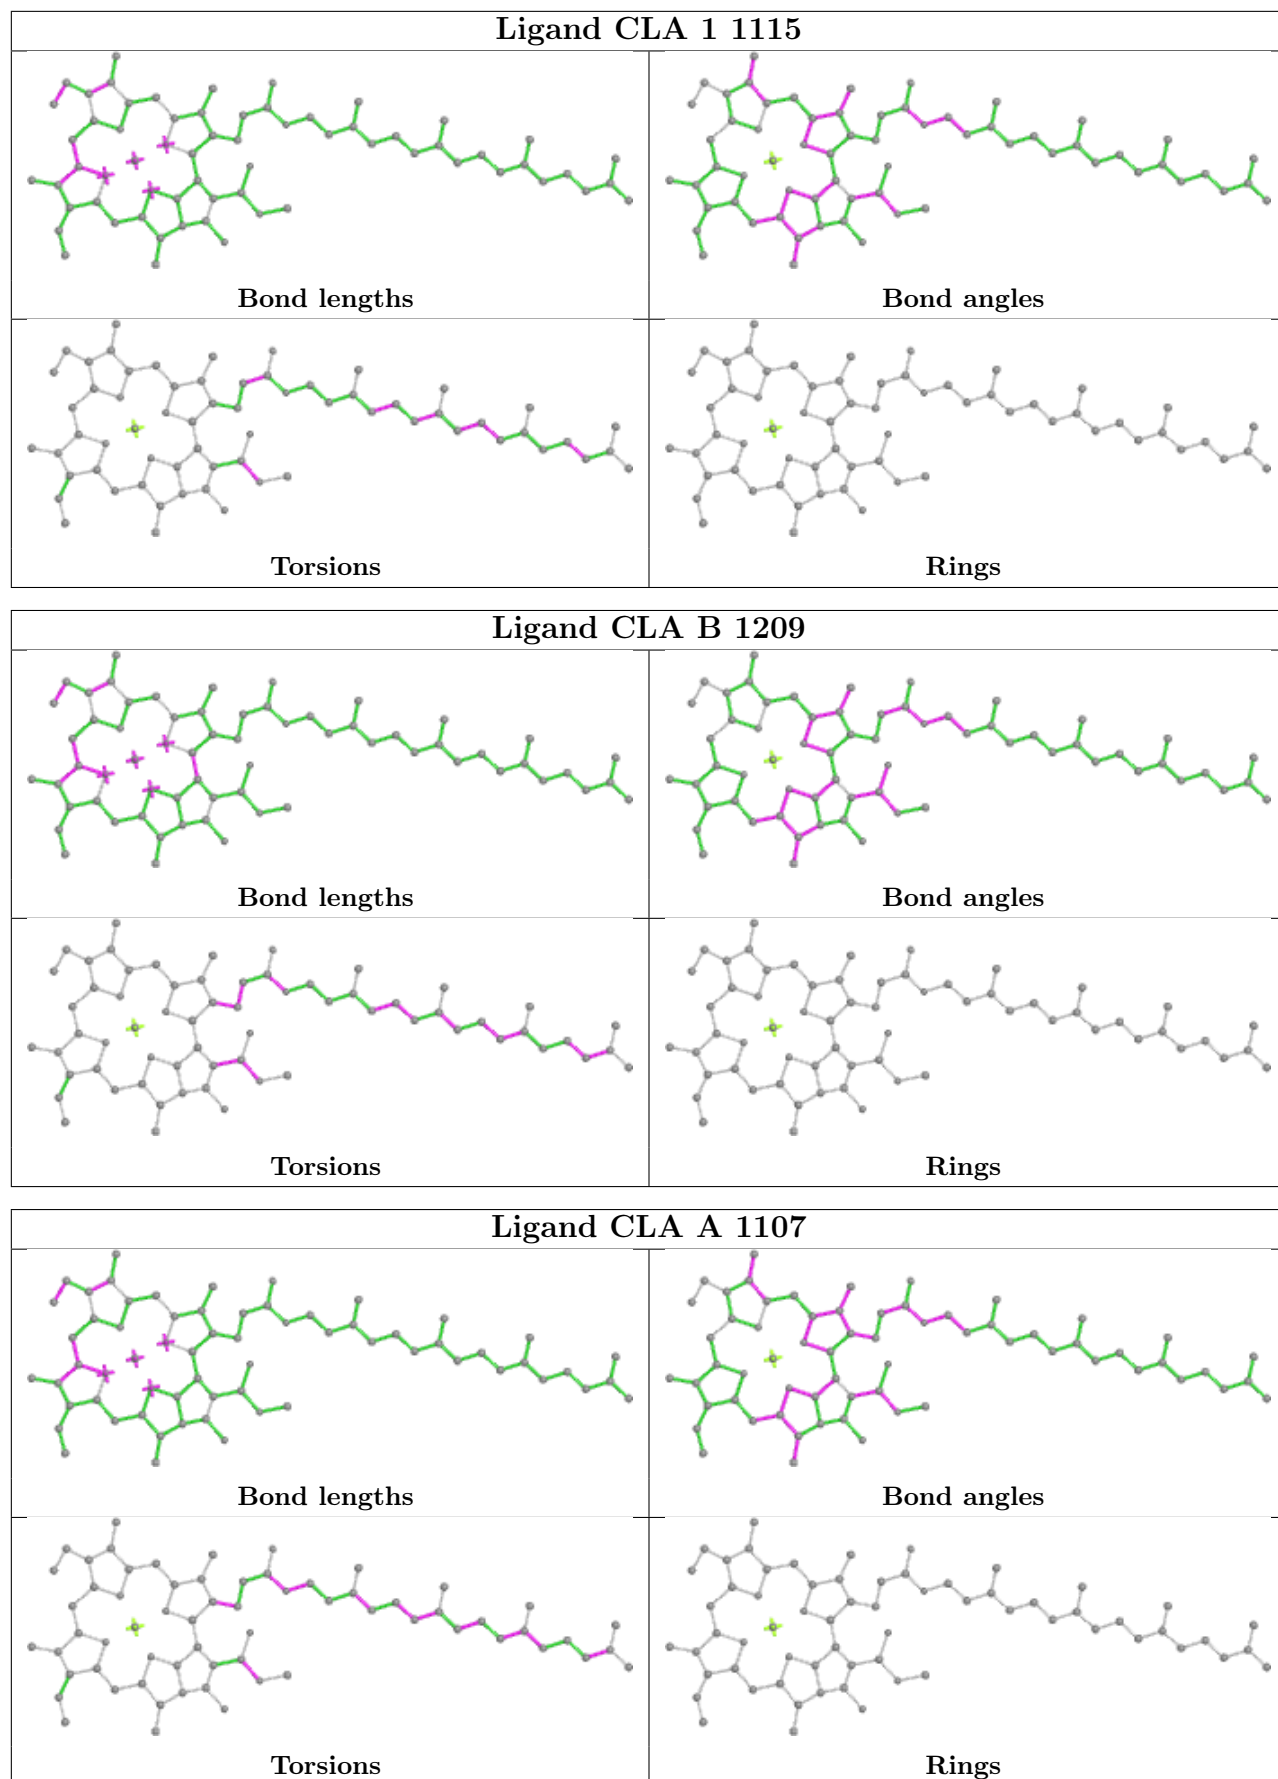 Ligand CLA 1 1115
Bond lengths
Bond angles
Torsions
Rings
Ligand CLA B 1209
Bond lengths
Bond angles
Torsions
Rings
Ligand CLA A 1107
Bond lengths
Bond angles
Torsions
Rings